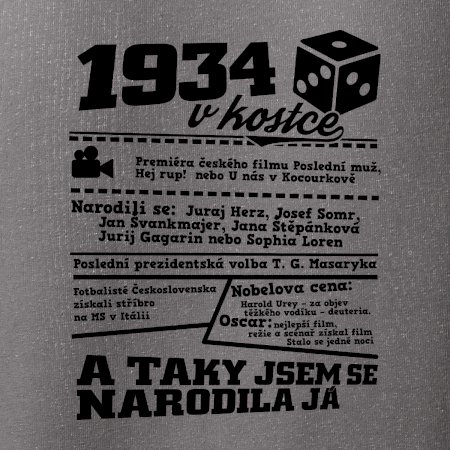 1934
v kostce
Premiéra českého filmu Poslední muž,
Hej rup! nebo U nás v Kocourkově
Narodili se: Juraj Herz, Josef Somr,
Jan Švankmajer, Jana Štěpánková
Jurij Gagarin nebo Sophia Loren
Poslední prezidentská volba T. G. Masaryka
Fotbalisté Československa
získali stříbro
na MS v Itálii
Nobelova cena:
Harold Urey - za objev
těžkého vodíku - deuteria.
Oscar: nejlepší film,
režie a scénař získal film
Stalo se jedné noci
A TAKY JSEM SE
NARODILA JÁ